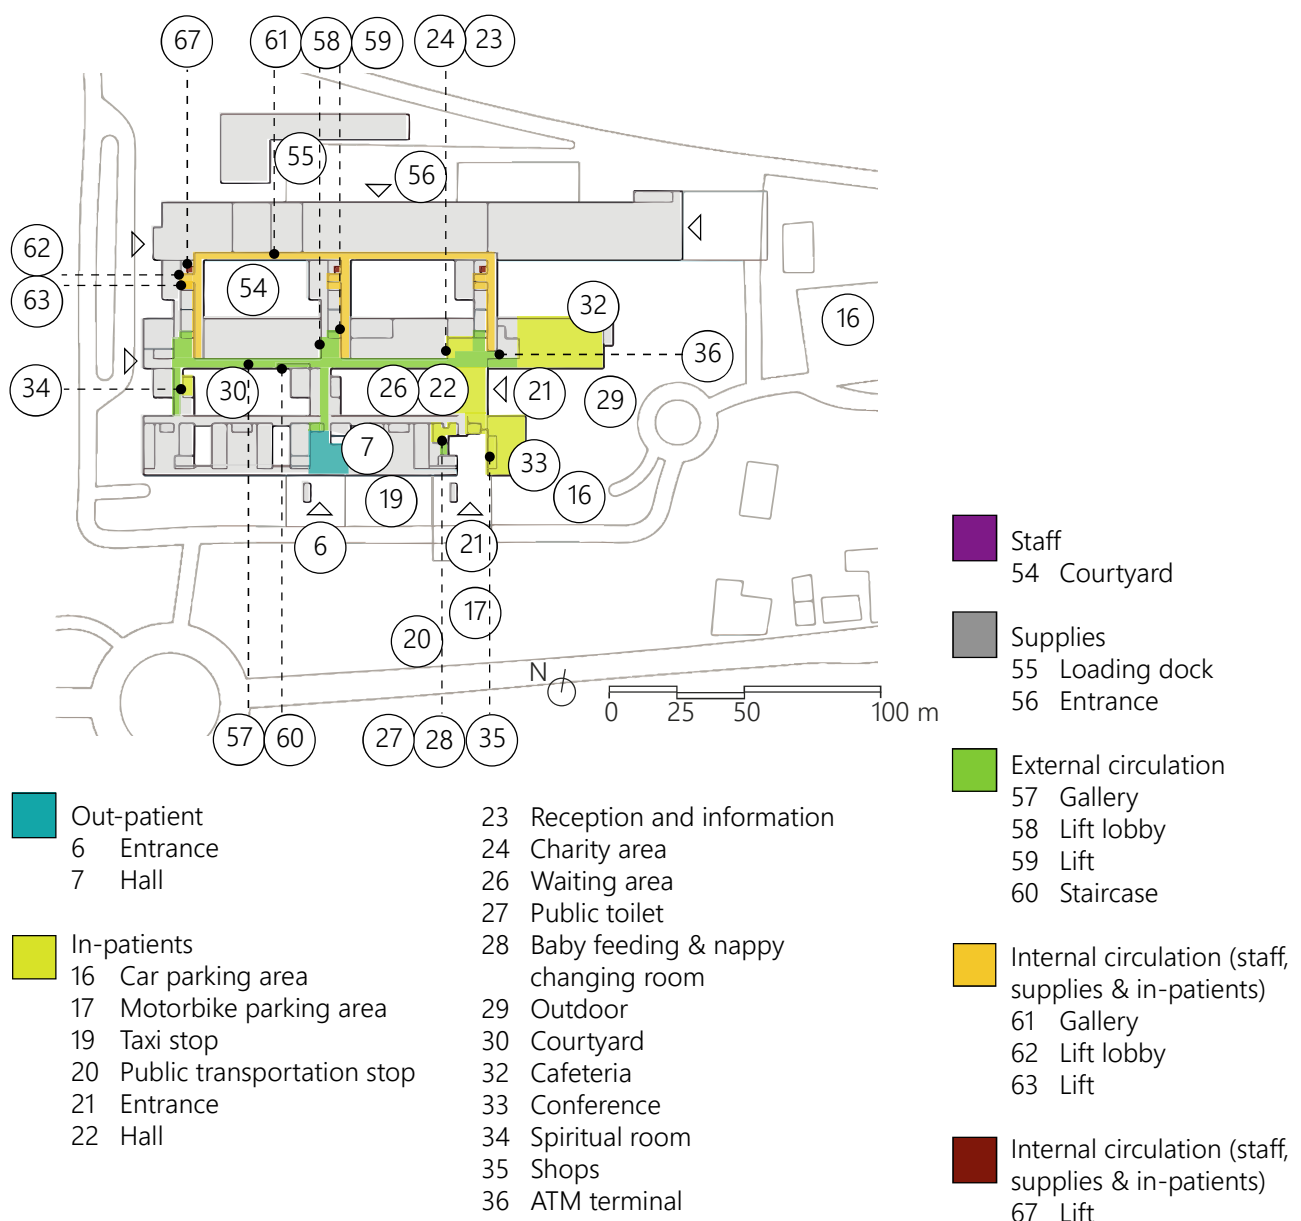 67 61 58 59 24 23
55
56
62
54
63
32
16
36
34
30
26 22 21
29
7
33
19
16
6
21
17
20
N
0 25 50 100 m
57 60 27 28 35
Staff
54 Courtyard
Supplies
55 Loading dock
56 Entrance
External circulation
57 Gallery
58 Lift lobby
59 Lift
60 Staircase
Internal circulation (staff,
supplies & in-patients)
61 Gallery
62 Lift lobby
63 Lift
Internal circulation (staff,
supplies & in-patients)
67 Lift
Out-patient
6 Entrance
7 Hall
In-patients
16 Car parking area
17 Motorbike parking area
19 Taxi stop
20 Public transportation stop
21 Entrance
22 Hall
23 Reception and information
24 Charity area
26 Waiting area
27 Public toilet
28 Baby feeding & nappy
changing room
29 Outdoor
30 Courtyard
32 Cafeteria
33 Conference
34 Spiritual room
35 Shops
36 ATM terminal